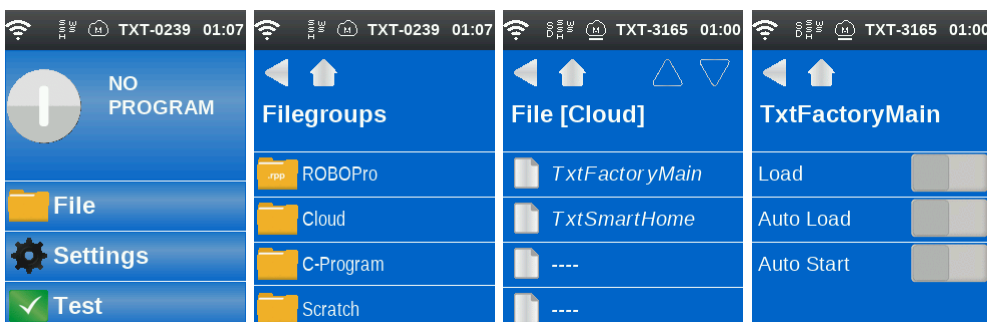 TXT-0239 01:07
NO
PROGRAM
File
Settings
Test
TXT-0239 01:07
Filegroups
.rpp ROBOPro
Cloud
C-Program
Scratch
TXT-3165 01:00
File [Cloud]
TxtFactoryMain
TxtSmartHome
----
----
TXT-3165 01:00
TxtFactoryMain
Load
Auto Load
Auto Start